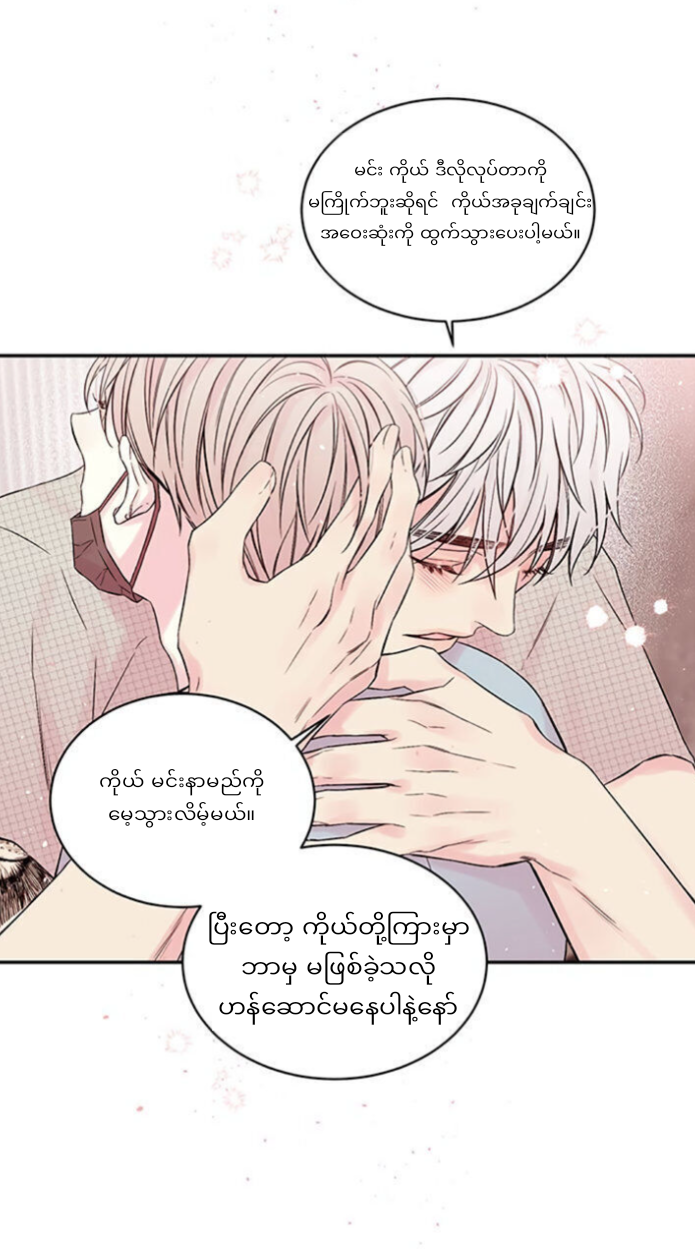 မင်း ကိုယ် ဒီလိုလုပ်တာကို
မကြိုက်ဘူးဆိုရင် ကိုယ်အခုချက်ချင်း
အဝေးဆုံးကို ထွက်သွားပေးပါ့မယ်။
ကိုယ် မင်းနာမည်ကို
မေ့သွားလိမ့်မယ်။
ပြီးတော့ ကိုယ်တို့ကြားမှာ
ဘာမှ မဖြစ်ခဲ့သလို
ဟန်ဆောင်မနေပါနဲ့နော်